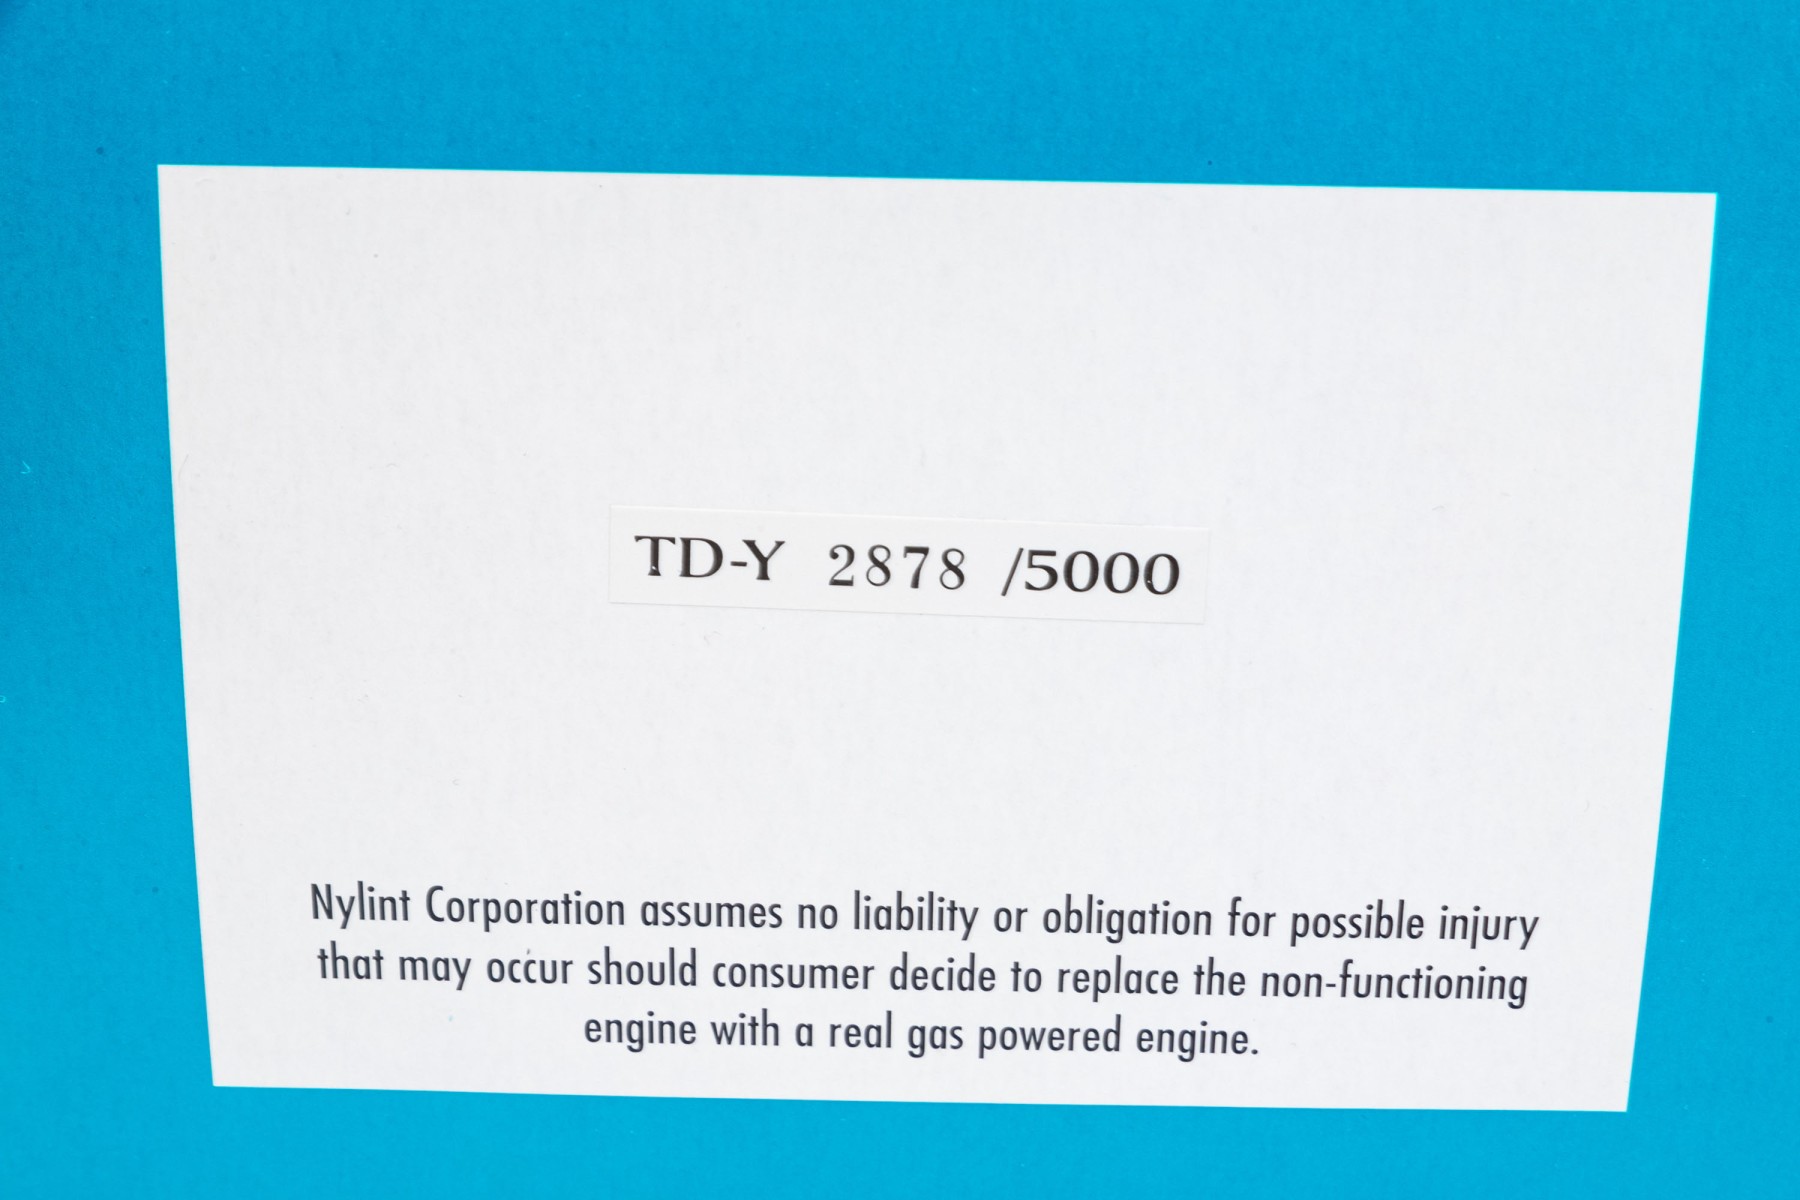 TD-Y 2878 /5000
Nylint Corporation assumes no liability or obligation for possible injury
that may occur should consumer decide to replace the non-functioning
engine with a real gas powered engine.